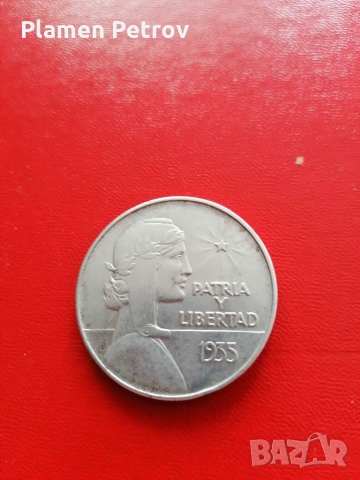 Plamen Petrov
PATRIA
Y
LIBERTAD
1935
BAZAR